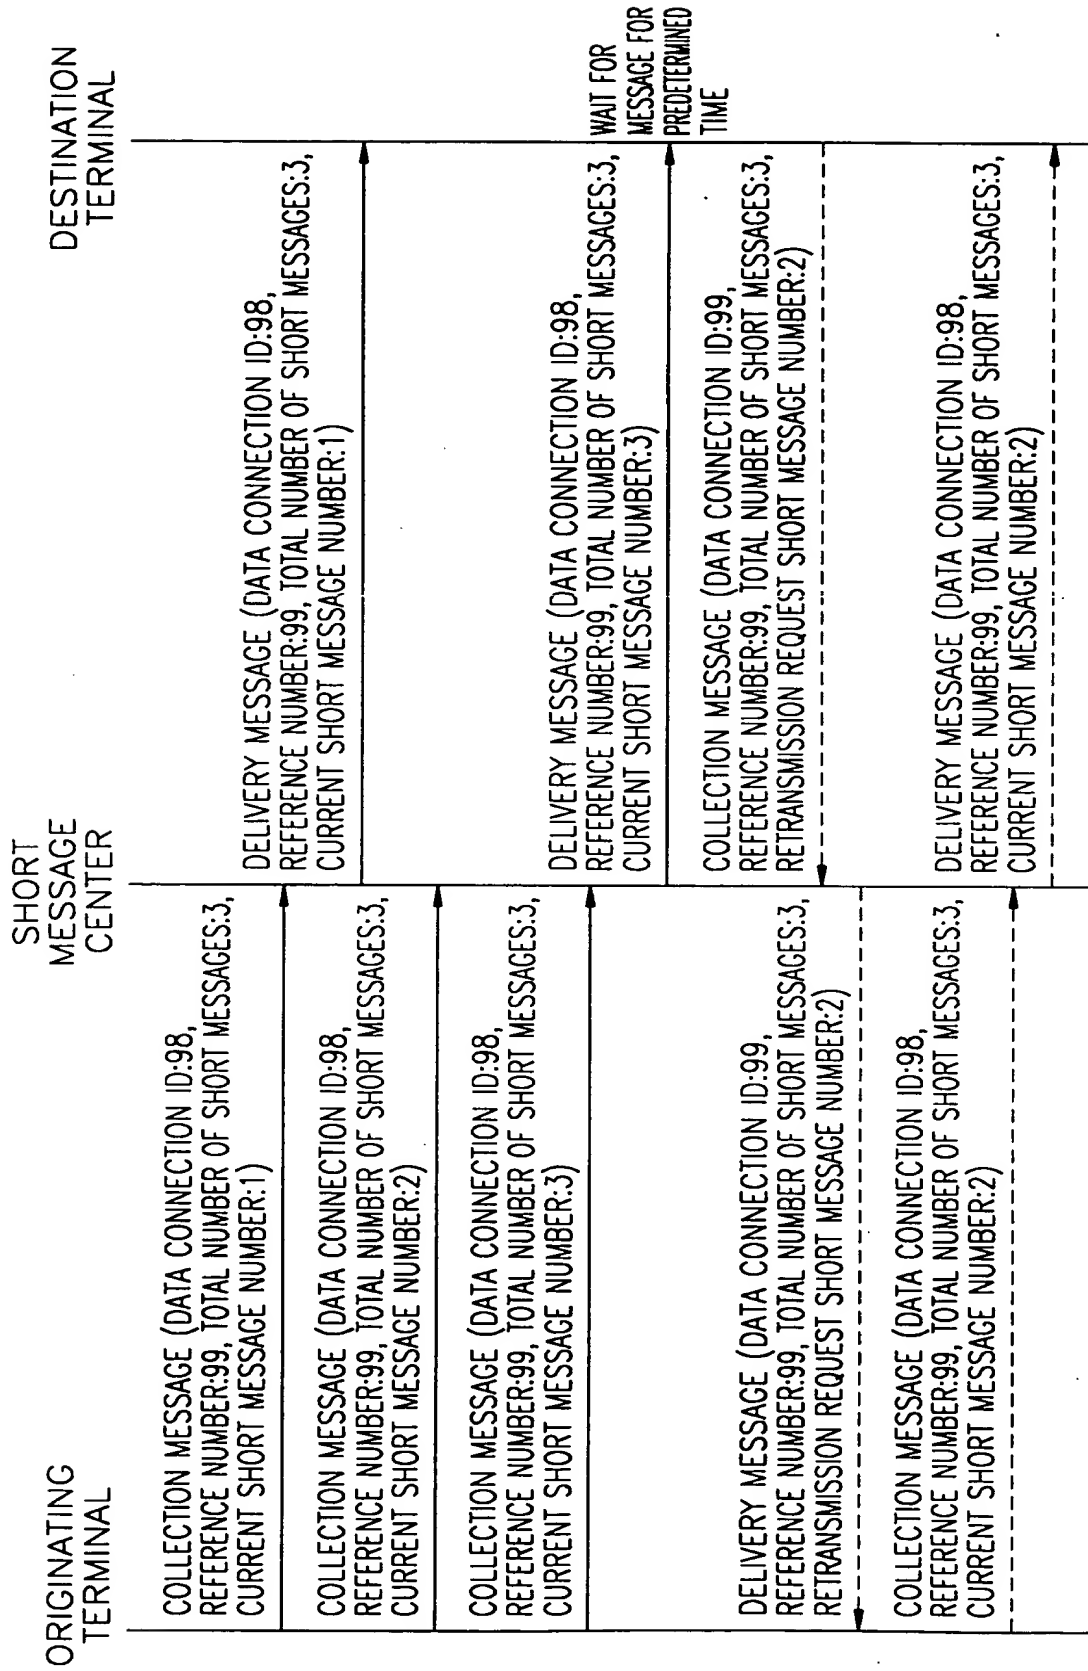 ORIGINATING
TERMINAL
SHORT
MESSAGE
CENTER
DESTINATION
TERMINAL
COLLECTION MESSAGE (DATA CONNECTION ID:98,
REFERENCE NUMBER:99, TOTAL NUMBER OF SHORT MESSAGES:3,
CURRENT SHORT MESSAGE NUMBER:1)
DELIVERY MESSAGE (DATA CONNECTION ID:98,
REFERENCE NUMBER:99, TOTAL NUMBER OF SHORT MESSAGES:3,
CURRENT SHORT MESSAGE NUMBER:1)
COLLECTION MESSAGE (DATA CONNECTION ID:98,
REFERENCE NUMBER:99, TOTAL NUMBER OF SHORT MESSAGES:3,
CURRENT SHORT MESSAGE NUMBER:2)
COLLECTION MESSAGE (DATA CONNECTION ID:98,
REFERENCE NUMBER:99, TOTAL NUMBER OF SHORT MESSAGES:3,
CURRENT SHORT MESSAGE NUMBER:3)
DELIVERY MESSAGE (DATA CONNECTION ID:98,
REFERENCE NUMBER:99, TOTAL NUMBER OF SHORT MESSAGES:3,
CURRENT SHORT MESSAGE NUMBER:3)
WAIT FOR
MESSAGE FOR
PREDETERMINED
TIME
COLLECTION MESSAGE (DATA CONNECTION ID:99,
REFERENCE NUMBER:99, TOTAL NUMBER OF SHORT MESSAGES:3,
RETRANSMISSION REQUEST SHORT MESSAGE NUMBER:2)
DELIVERY MESSAGE (DATA CONNECTION ID:99,
REFERENCE NUMBER:99, TOTAL NUMBER OF SHORT MESSAGES:3,
RETRANSMISSION REQUEST SHORT MESSAGE NUMBER:2)
COLLECTION MESSAGE (DATA CONNECTION ID:98,
REFERENCE NUMBER:99, TOTAL NUMBER OF SHORT MESSAGES:3,
CURRENT SHORT MESSAGE NUMBER:2)
DELIVERY MESSAGE (DATA CONNECTION ID:98,
REFERENCE NUMBER:99, TOTAL NUMBER OF SHORT MESSAGES:3,
CURRENT SHORT MESSAGE NUMBER:2)